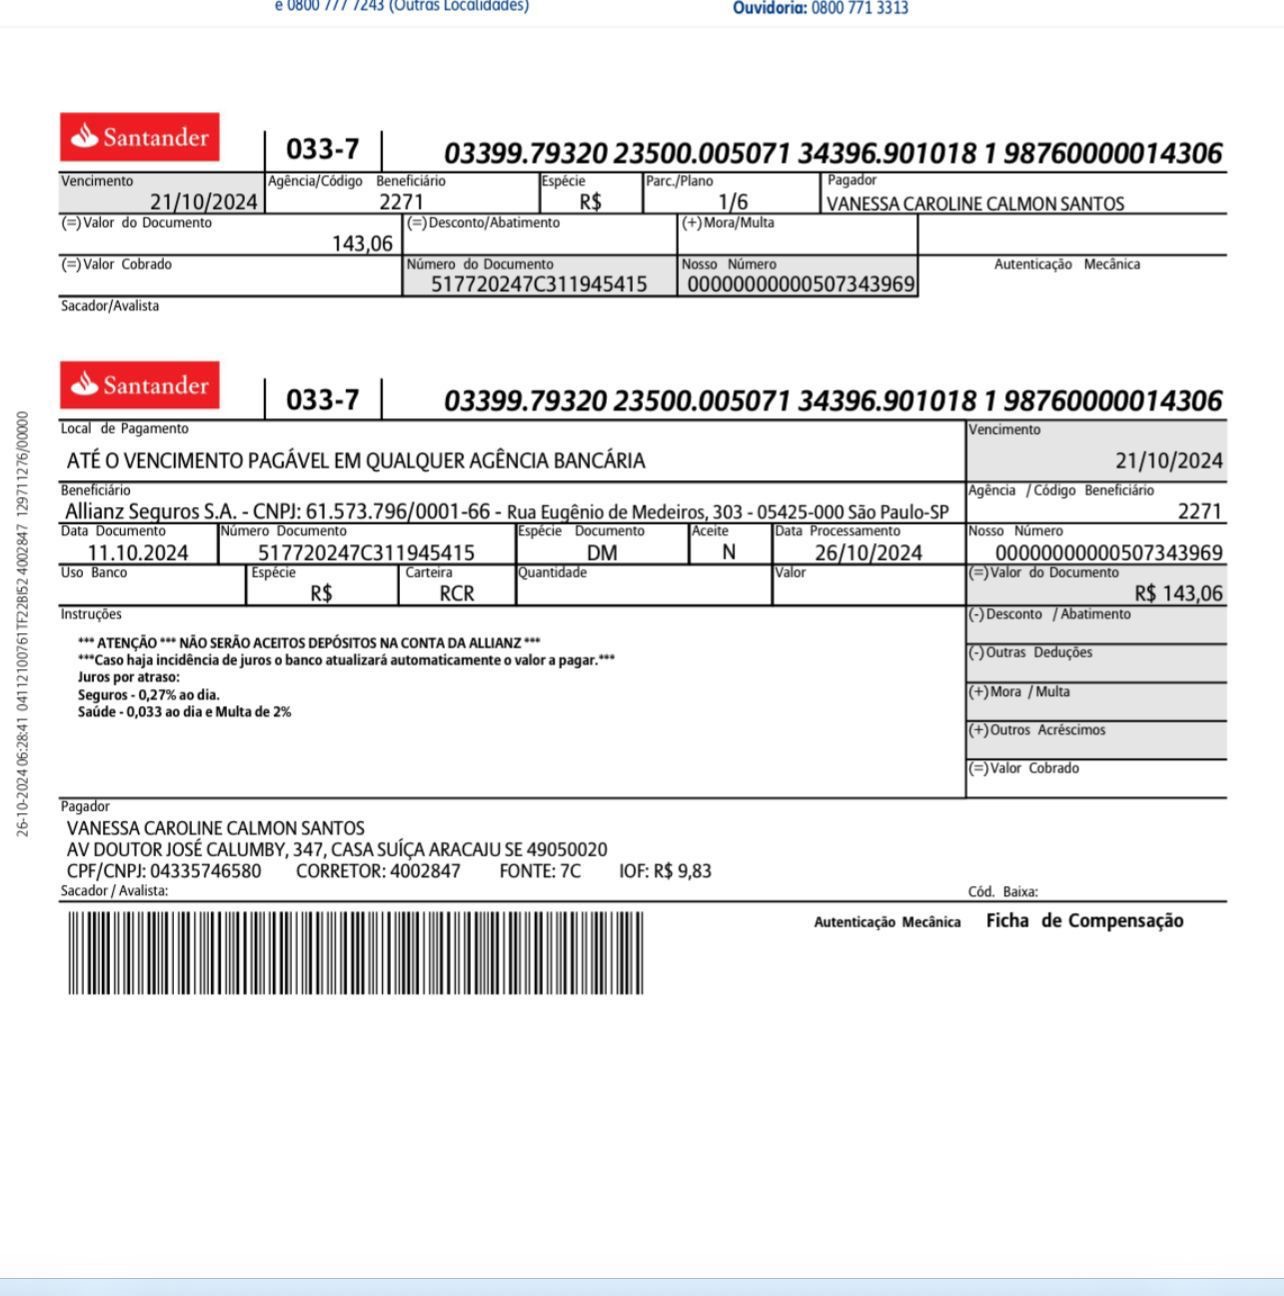 e 0800 777 7243 (Outras Localidades) Ouvidoria: 0800 771 3313
Santander 033-7 03399.79320 23500.005071 34396.901018 1 98760000014306
Vencimento Agência/Código Beneficiário Espécie Parc./Plano Pagador
21/10/2024 2271 R$ 1/6 VANESSA CAROLINE CALMON SANTOS
(=)Valor do Documento (=)Desconto/Abatimento (+)Mora/Multa
143,06
(=)Valor Cobrado Número do Documento Nosso Número Autenticação Mecânica
517720247C311945415 00000000000507343969
Sacador/Avalista
Santander 033-7 03399.79320 23500.005071 34396.901018 1 98760000014306
Local de Pagamento Vencimento
ATÉ O VENCIMENTO PAGÁVEL EM QUALQUER AGÊNCIA BANCÁRIA 21/10/2024
Beneficiário Agência /Código Beneficiário
Allianz Seguros S.A. - CNPJ: 61.573.796/0001-66 - Rua Eugênio de Medeiros, 303 - 05425-000 São Paulo-SP 2271
Data Documento Número Documento Espécie Documento Aceite Data Processamento Nosso Número
11.10.2024 517720247C311945415 DM N 26/10/2024 00000000000507343969
Uso Banco Espécie Carteira Quantidade Valor (=)Valor do Documento
R$ RCR R$ 143,06
Instruções (-)Desconto /Abatimento
*** ATENÇÃO *** NÃO SERÃO ACEITOS DEPÓSITOS NA CONTA DA ALLIANZ ***
***Caso haja incidência de juros o banco atualizará automaticamente o valor a pagar.*** (-)Outras Deduções
Juros por atraso:
Seguros - 0,27% ao dia. (+)Mora /Multa
Saúde - 0,033 ao dia e Multa de 2%
(+)Outros Acréscimos
(=)Valor Cobrado
Pagador
VANESSA CAROLINE CALMON SANTOS
AV DOUTOR JOSÉ CALUMBY, 347, CASA SUÍÇA ARACAJU SE 49050020
CPF/CNPJ: 04335746580 CORRETOR: 4002847 FONTE: 7C IOF: R$ 9,83
Sacador / Avalista: Cód. Baixa:
Autenticação Mecânica Ficha de Compensação
26-10-2024 06:28:41 04112100761TF22BI52 4002847 129711276/00000